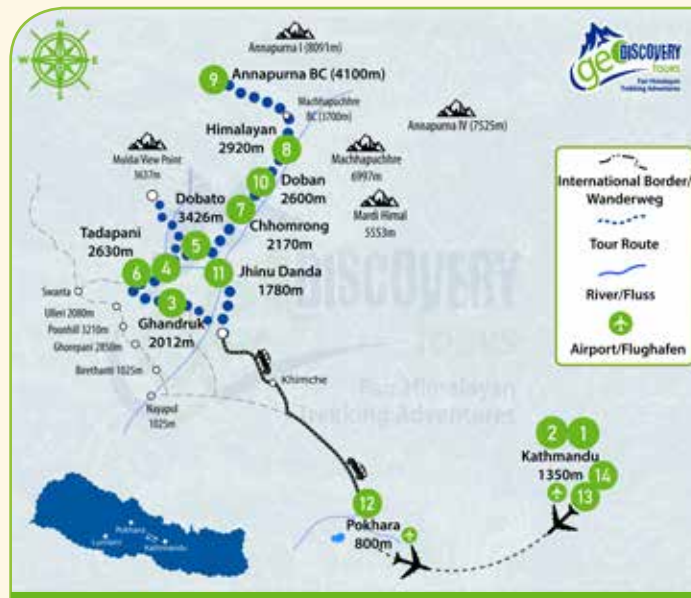 N
W E
S
Annapurna I (8091m)
geo DISCOVERY
TOURS
Fair Himalayan
Trekking Adventures
9
Annapurna BC (4100m)
Machhapuchhre
BC (3700m)
Annapurna IV (7525m)
Himalayan
2920m
8
Machhapuchhre
6997m
Mulda View Point
3637m
10
Doban
2600m
Mardi Himal
5553m
Dobato
3426m
7
Chhomrong
2170m
Tadapani
2630m
5
6
4
11
Jhinu Danda
1780m
Swanta
3
Ghandruk
2012m
Ulleri 2080m
Poonhill 3210m
Ghorepani 2850m
Birethanti 1025m
Nayapul
1025m
Khimche
DISCOVERY
TOURS
Fair Himalayan
Trekking Adventures
International Border/
Wanderweg
Tour Route
River/Fluss
Airport/Flughafen
2
1
Kathmandu
1350m
14
13
12
Pokhara
800m
Pokhara
Lumbini
Kathmandu